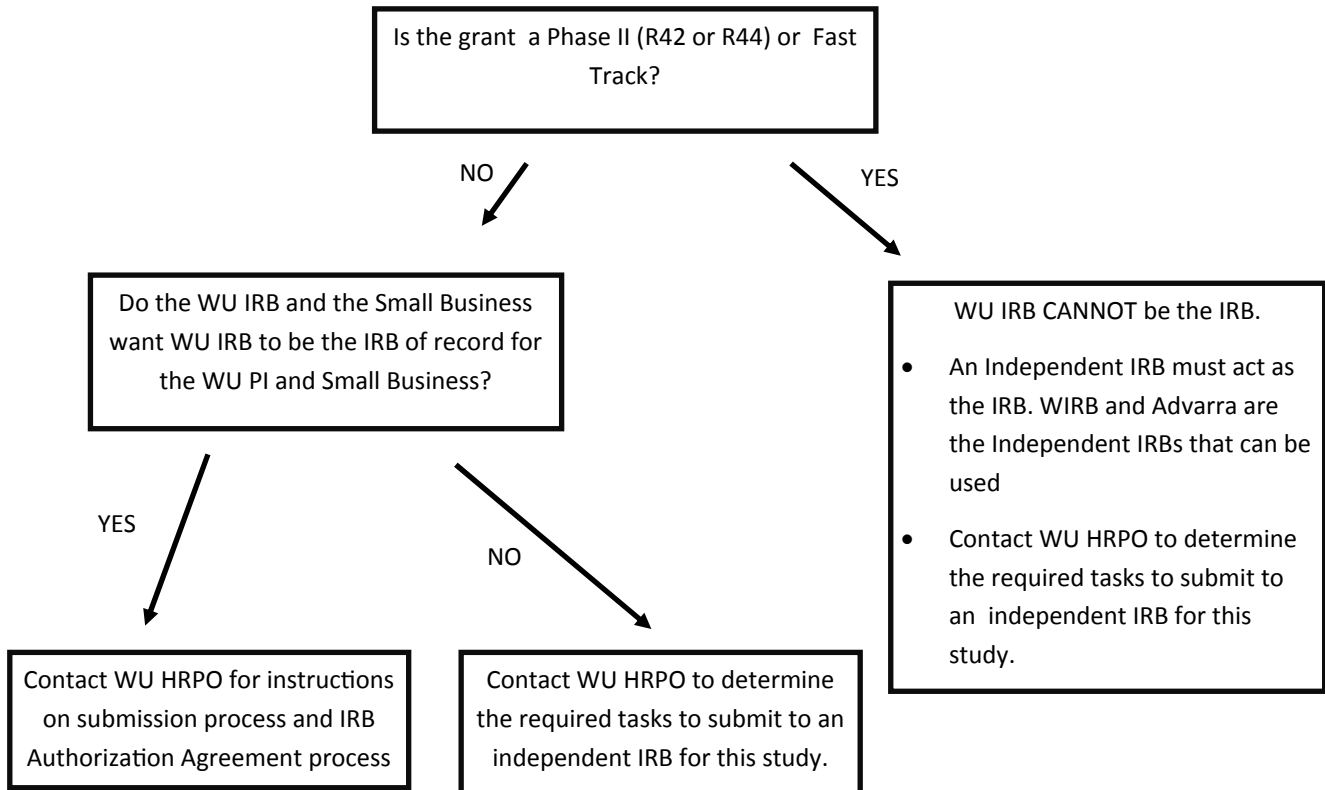 Is the grant  a Phase II (R42 or R44) or  Fast
Track?
NO
YES
Do the WU IRB and the Small Business
want WU IRB to be the IRB of record for
the WU PI and Small Business?
WU IRB CANNOT be the IRB.
• An Independent IRB must act as
the IRB. WIRB and Advarra are
the Independent IRBs that can be
used
• Contact WU HRPO to determine
the required tasks to submit to
an  independent IRB for this
study.
YES
NO
Contact WU HRPO for instructions
on submission process and IRB
Authorization Agreement process
Contact WU HRPO to determine
the required tasks to submit to an
independent IRB for this study.